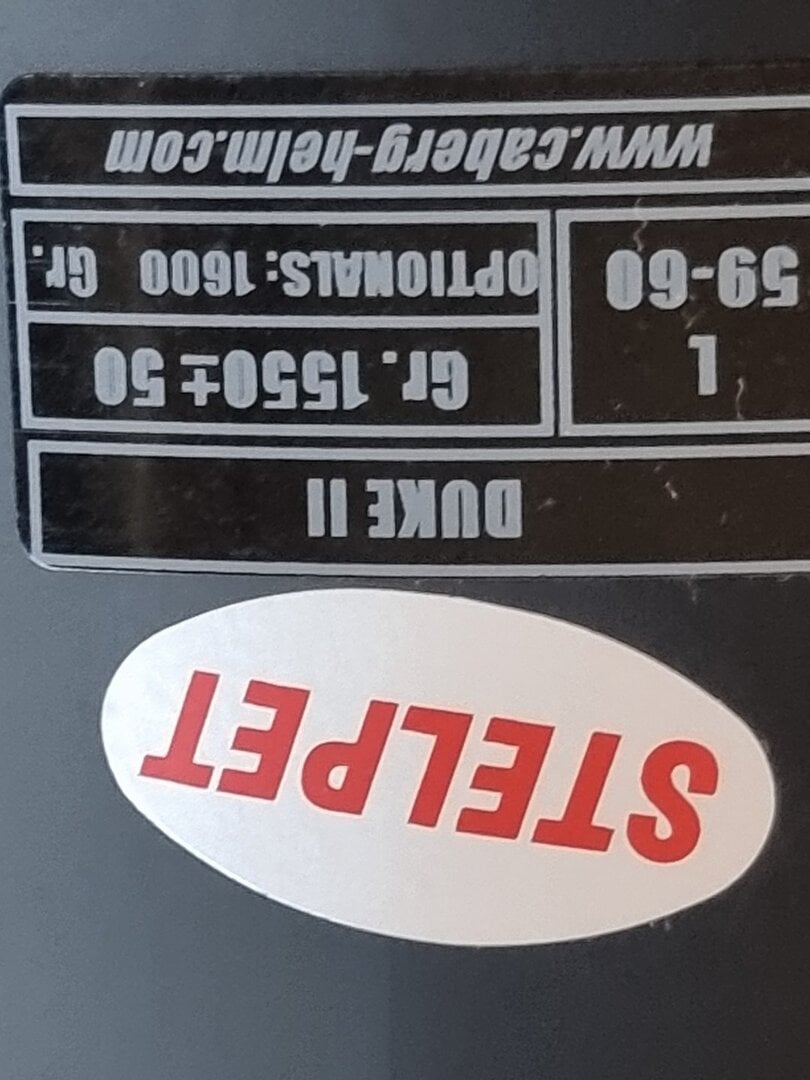 STELPET
DUKE II
L
59-60
Gr. 1550± 50
OPTIONALS: 1600 Gr.
www.caberg-helm.com